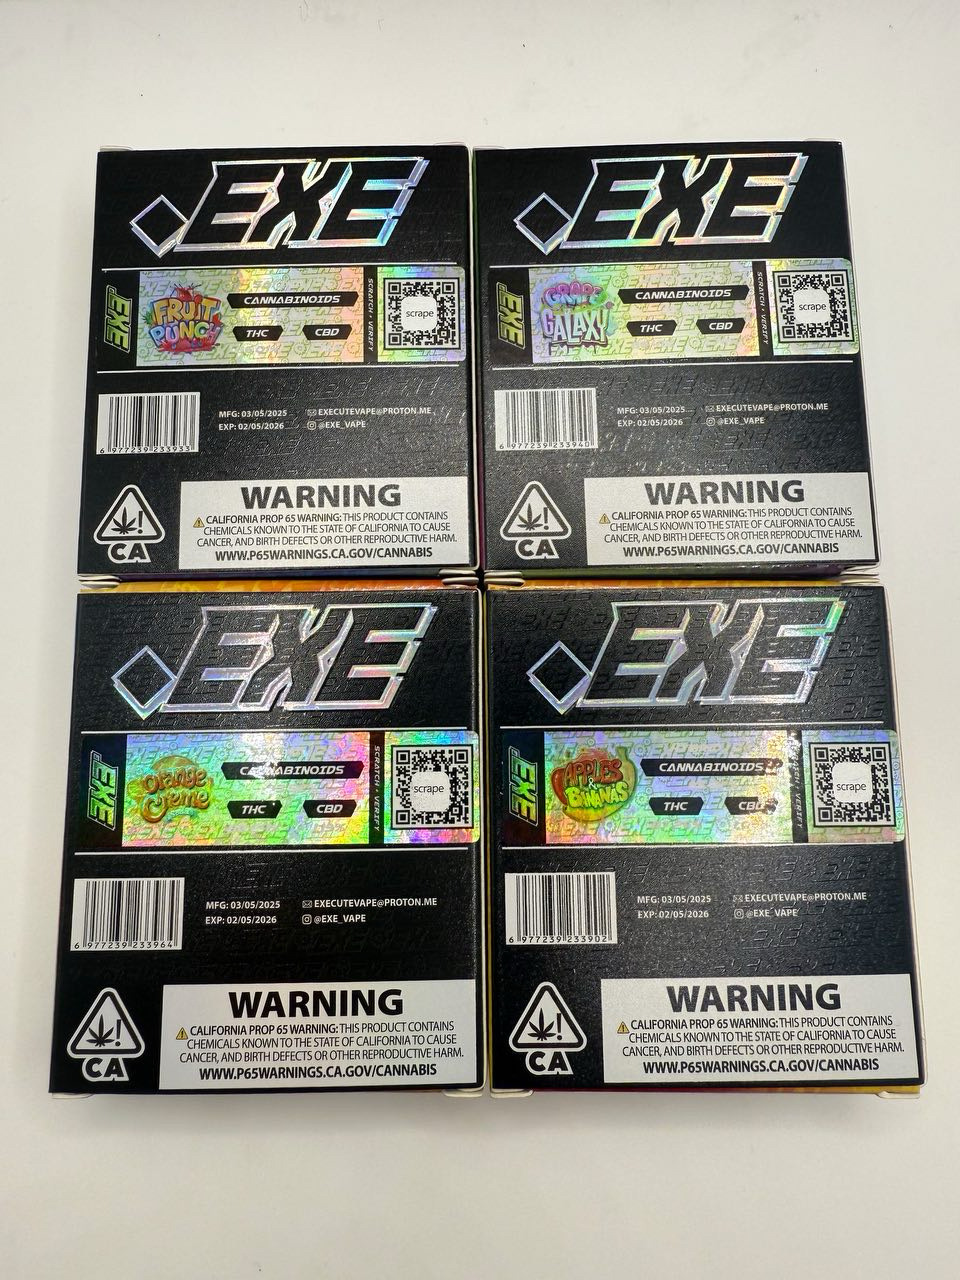 .EXE
.EXE
FRUIT
PUNCH
CANNABINOIDS
THC
CBD
SCRATCH + VERIFY
scrape
6 977239 233933
MFG: 03/05/2025
EXP: 02/05/2026
EXECUTEVAPE@PROTON.ME
@EXE_VAPE
CA
WARNING
CALIFORNIA PROP 65 WARNING: THIS PRODUCT CONTAINS
CHEMICALS KNOWN TO THE STATE OF CALIFORNIA TO CAUSE
CANCER, AND BIRTH DEFECTS OR OTHER REPRODUCTIVE HARM.
WWW.P65WARNINGS.CA.GOV/CANNABIS
.EXE
.EXE
GRAPE
GALAXY
CANNABINOIDS
THC
CBD
SCRATCH + VERIFY
scrape
6 977239 233940
MFG: 03/05/2025
EXP: 02/05/2026
EXECUTEVAPE@PROTON.ME
@EXE_VAPE
CA
WARNING
CALIFORNIA PROP 65 WARNING: THIS PRODUCT CONTAINS
CHEMICALS KNOWN TO THE STATE OF CALIFORNIA TO CAUSE
CANCER, AND BIRTH DEFECTS OR OTHER REPRODUCTIVE HARM.
WWW.P65WARNINGS.CA.GOV/CANNABIS
.EXE
.EXE
Orange
Creme
CANNABINOIDS
THC
CBD
SCRATCH + VERIFY
scrape
6 977239 233964
MFG: 03/05/2025
EXP: 02/05/2026
EXECUTEVAPE@PROTON.ME
@EXE_VAPE
CA
WARNING
CALIFORNIA PROP 65 WARNING: THIS PRODUCT CONTAINS
CHEMICALS KNOWN TO THE STATE OF CALIFORNIA TO CAUSE
CANCER, AND BIRTH DEFECTS OR OTHER REPRODUCTIVE HARM.
WWW.P65WARNINGS.CA.GOV/CANNABIS
.EXE
.EXE
APPLES
&
BANANAS
CANNABINOIDS
THC
CBD
SCRATCH + VERIFY
scrape
6 977239 233902
MFG: 03/05/2025
EXP: 02/05/2026
EXECUTEVAPE@PROTON.ME
@EXE_VAPE
CA
WARNING
CALIFORNIA PROP 65 WARNING: THIS PRODUCT CONTAINS
CHEMICALS KNOWN TO THE STATE OF CALIFORNIA TO CAUSE
CANCER, AND BIRTH DEFECTS OR OTHER REPRODUCTIVE HARM.
WWW.P65WARNINGS.CA.GOV/CANNABIS